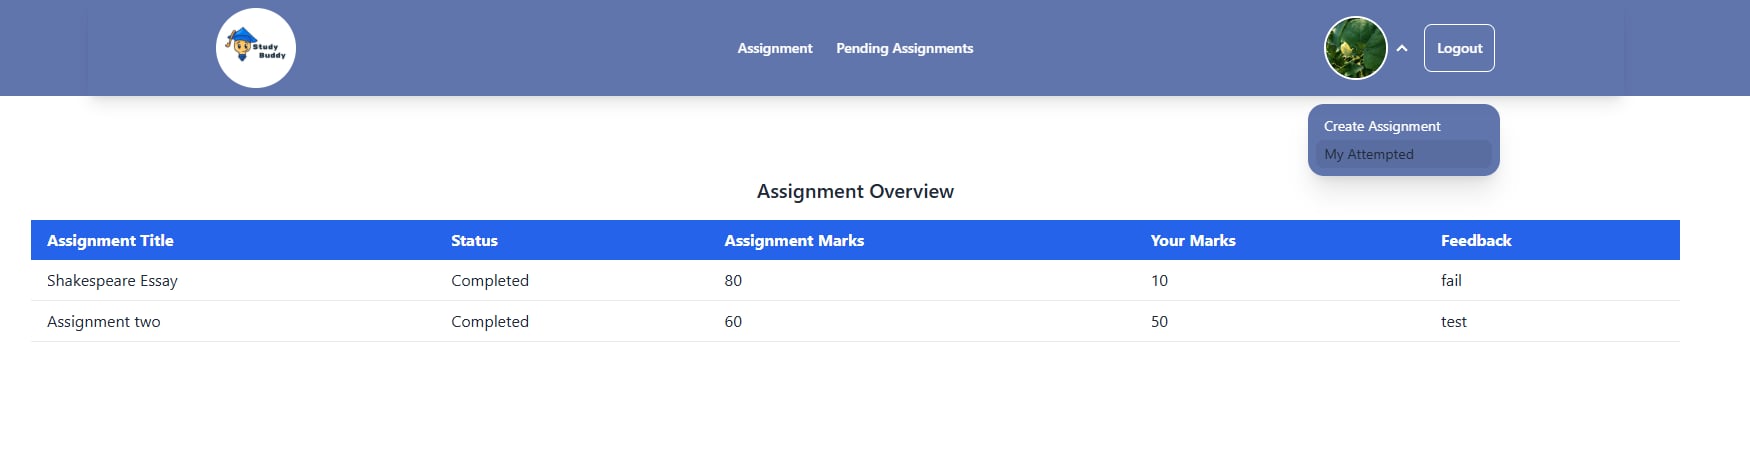 Study
Buddy
Assignment Pending Assignments
Logout
Create Assignment
My Attempted
Assignment Overview
Assignment Title Status Assignment Marks Your Marks Feedback
Shakespeare Essay Completed 80 10 fail
Assignment two Completed 60 50 test